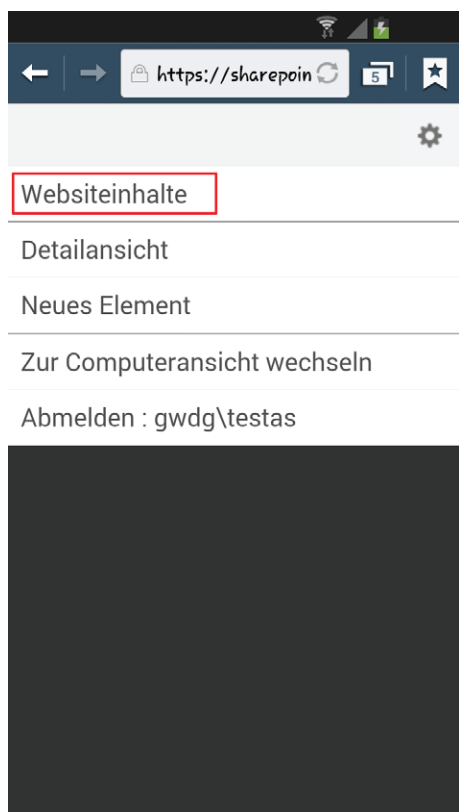 https://sharepoin
5
Websiteinhalte
Detailansicht
Neues Element
Zur Computeransicht wechseln
Abmelden : gwdg\testas